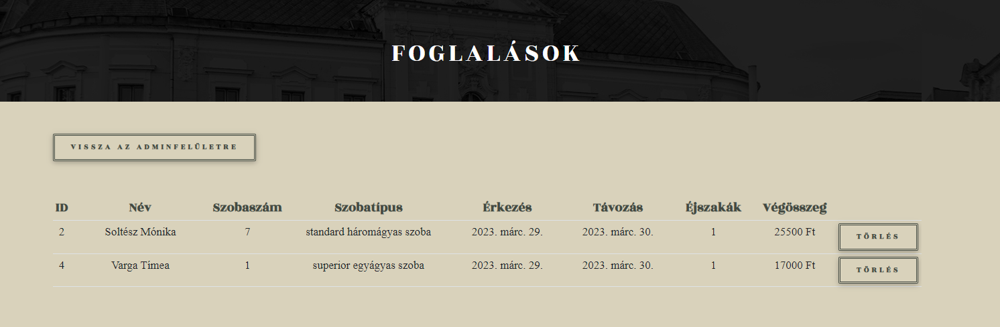 FOGLALÁSOK
VISSZA AZ ADMINFELÜLETRE
ID Név Szobaszám Szobatípus Érkezés Távozás Éjszakák Végösszeg
2 Soltész Mónika 7 standard háromágyas szoba 2023. márc. 29. 2023. márc. 30. 1 25500 Ft TÖRLÉS
4 Varga Tímea 1 superior egyágyas szoba 2023. márc. 29. 2023. márc. 30. 1 17000 Ft TÖRLÉS